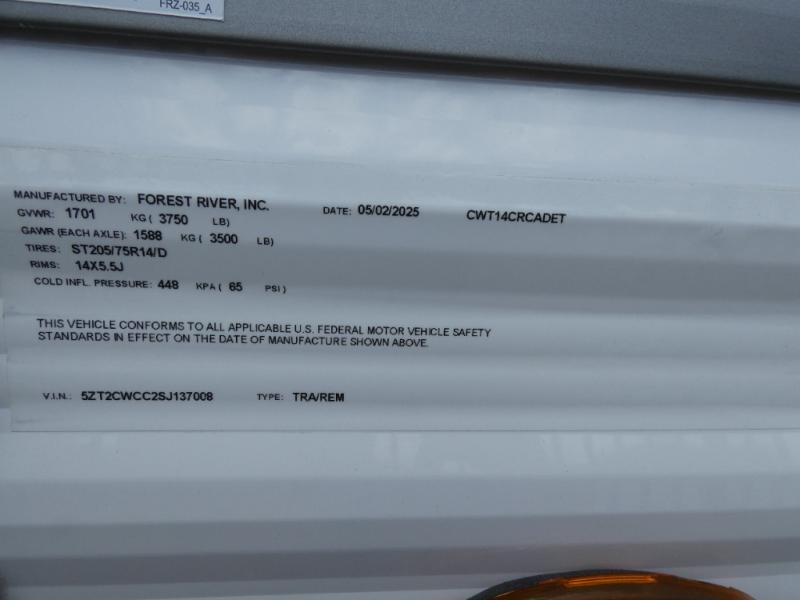 FRZ-035_A
MANUFACTURED BY: FOREST RIVER, INC. DATE: 05/02/2025 CWT14CRCADET
GVWR: 1701 KG ( 3750 LB)
GAWR (EACH AXLE): 1588 KG ( 3500 LB)
TIRES: ST205/75R14/D
RIMS: 14X5.5J
COLD INFL. PRESSURE: 448 KPA ( 65 PSI )
THIS VEHICLE CONFORMS TO ALL APPLICABLE U.S. FEDERAL MOTOR VEHICLE SAFETY
STANDARDS IN EFFECT ON THE DATE OF MANUFACTURE SHOWN ABOVE.
V.I.N.: 5ZT2CWCC2SJ137008 TYPE: TRA/REM